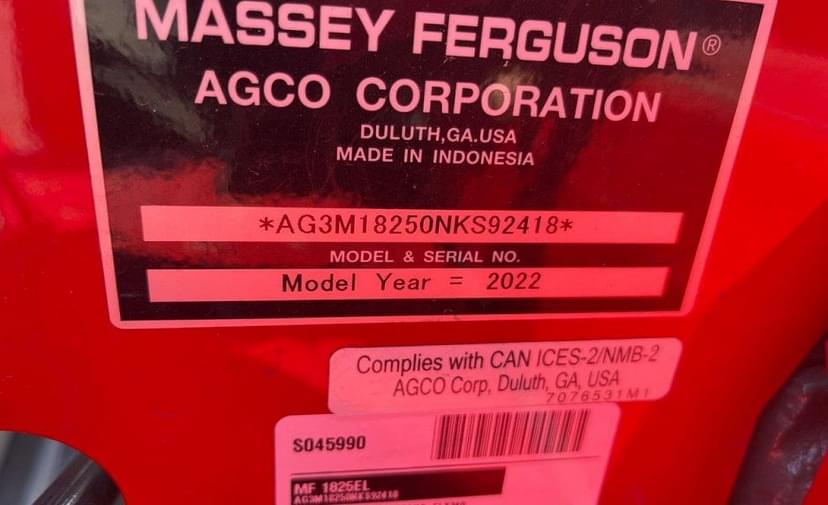 MASSEY FERGUSON®
AGCO CORPORATION
DULUTH,GA.USA
MADE IN INDONESIA
*AG3M18250NKS92418*
MODEL & SERIAL NO.
Model Year = 2022
Complies with CAN ICES-2/NMB-2
AGCO Corp, Duluth, GA, USA
7076531M1
S045990
MF 1825EL
AG3M18250NKS92418